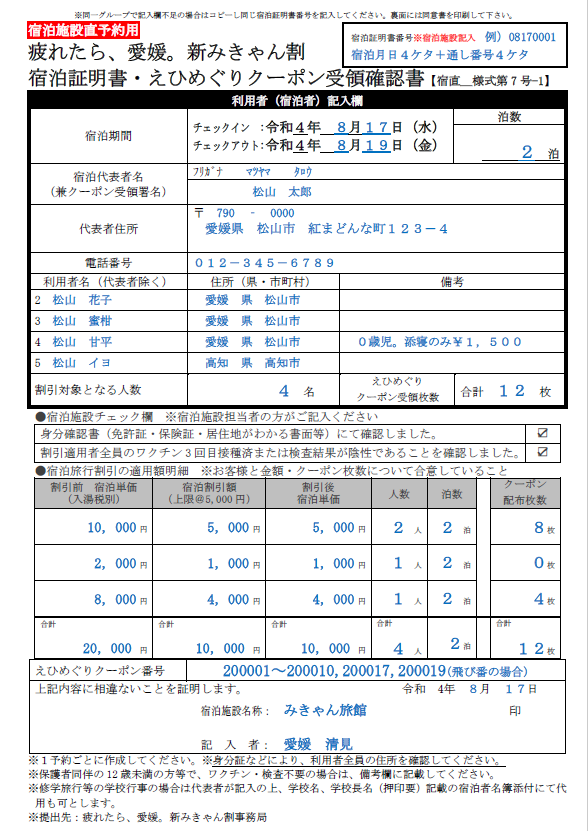 ※同一グループで記入欄不足の場合はコピーし同じ宿泊証明書番号を記入してください。裏面には同意書を印刷して下さい。
宿泊施設直予約用
宿泊証明書番号※宿泊施設記入 例）08170001
宿泊月日４ケタ＋通し番号４ケタ
疲れたら、愛媛。新みきゃん割
宿泊証明書・えひめぐりクーポン受領確認書【宿直＿様式第７号-1】
利用者（宿泊者）記入欄
宿泊期間
チェックイン ：令和４年 ８月１７日（水）
チェックアウト：令和４年 ８月１９日（金）
泊数
２ 泊
宿泊代表者名
（兼クーポン受領署名）
ﾌﾘｶﾞﾅ ﾏﾂﾔﾏ ﾀﾛｳ
松山 太郎
代表者住所
〒 790 - 0000
愛媛県 松山市 紅まどんな町１２３－４
電話番号
０１２－３４５－６７８９
利用者名（代表者除く） 住所（県・市町村） 備考
2 松山 花子 愛媛 県 松山市
3 松山 蜜柑 愛媛 県 松山市
4 松山 甘平 愛媛 県 松山市 ０歳児。添寝のみ￥１，５００
5 松山 イヨ 高知 県 高知市
割引対象となる人数 ４ 名
えひめぐり
クーポン受領枚数
合計 １２ 枚
●宿泊施設チェック欄 ※宿泊施設担当者の方がご記入ください
身分確認書（免許証・保険証・居住地がわかる書面等）にて確認しました。 ☑
割引適用者全員のワクチン３回目接種済または検査結果が陰性であることを確認しました。 ☑
●宿泊旅行割引の適用額明細 ※お客様と金額・クーポン枚数について合意していること
割引前 宿泊単価
（入湯税別）
宿泊割引額
（上限@5,000円）
割引後
宿泊単価
人数 泊数
クーポン
配布枚数
10,000円 5,000円 5,000円 2人 2泊 8枚
2,000円 1,000円 1,000円 1人 2泊 0枚
8,000円 4,000円 4,000円 1人 2泊 4枚
合計 合計 合計 合計 合計
20,000円 10,000円 10,000円 4人 2泊 12枚
えひめぐりクーポン番号 200001～200010,200017,200019(飛び番の場合)
上記内容に相違ないことを証明します。 令和 4年 ８月 １７日
宿泊施設名称： みきゃん旅館 印
記 入 者： 愛媛 清見
※１予約ごとに作成してください。※身分証などにより、利用者全員の住所を確認してください。
※保護者同伴の12歳未満の方等で、ワクチン・検査不要の場合は、備考欄に記載してください。
※修学旅行等の学校行事の場合は代表者が記入の上、学校名、学校長名（押印要）記載の宿泊者名簿添付にて代
用も可とします。
※提出先：疲れたら、愛媛。新みきゃん割事務局